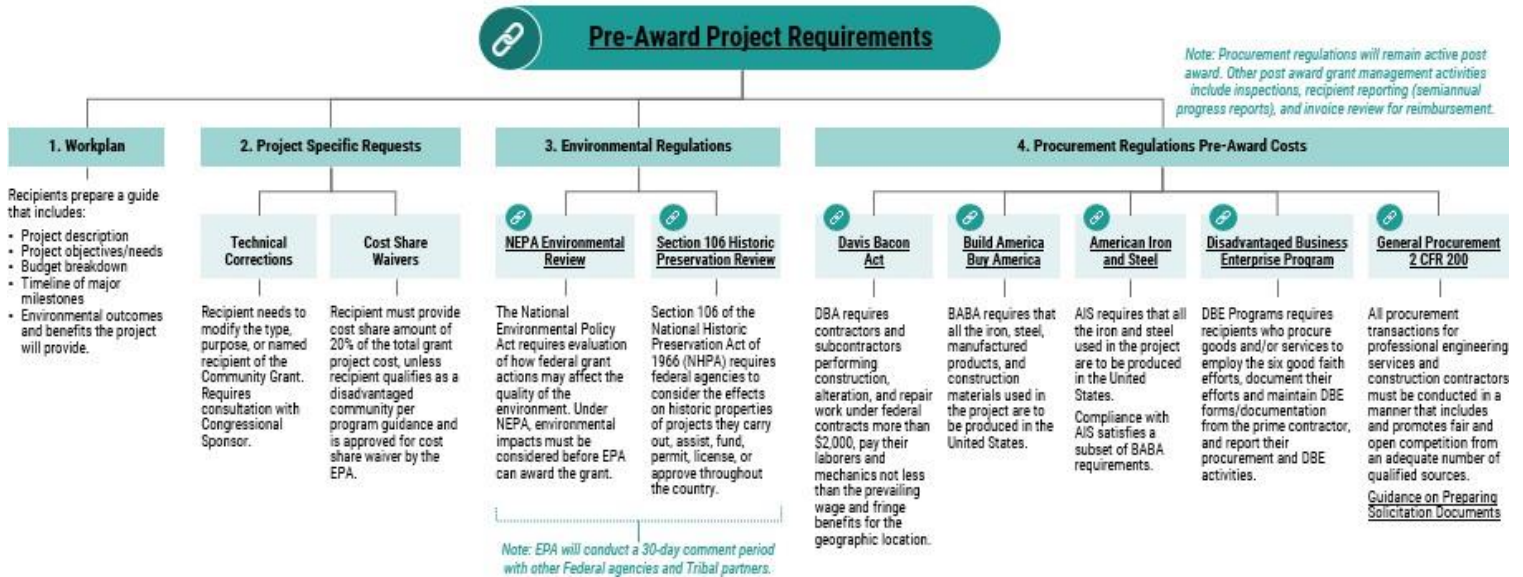 Pre-Award Project Requirements
Note: Procurement regulations will remain active post
award. Other post award grant management activities
include inspections, recipient reporting (semiannual
progress reports), and invoice review for reimbursement.
1. Workplan
Recipients prepare a guide
that includes:
▪ Project description
▪ Project objectives/needs
▪ Budget breakdown
▪ Timeline of major
milestones
▪ Environmental outcomes
and benefits the project
will provide.
2. Project Specific Requests
Technical
Corrections
Recipient needs to
modify the type,
purpose, or named
recipient of the
Community Grant.
Requires
consultation with
Congressional
Sponsor.
Cost Share
Waivers
Recipient must provide
cost share amount of
20% of the total grant
project cost, unless
recipient qualifies as a
disadvantaged
community per
program guidance and
is approved for cost
share waiver by the
EPA.
3. Environmental Regulations
NEPA Environmental
Review
The National
Environmental Policy
Act requires evaluation
of how federal grant
actions may affect the
quality of the
environment. Under
NEPA, environmental
impacts must be
considered before EPA
can award the grant.
Section 106 Historic
Preservation Review
Section 106 of the
National Historic
Preservation Act of
1966 (NHPA) requires
federal agencies to
consider the effects
on historic properties
of projects they carry
out, assist, fund,
permit, license, or
approve throughout
the country.
Note: EPA will conduct a 30-day comment period
with other Federal agencies and Tribal partners.
4. Procurement Regulations Pre-Award Costs
Davis Bacon
Act
DBA requires
contractors and
subcontractors
performing
construction,
alteration, and repair
work under federal
contracts more than
$2,000, pay their
laborers and
mechanics not less
than the prevailing
wage and fringe
benefits for the
geographic location.
Build America
Buy America
BABA requires that
all the iron, steel,
manufactured
products, and
construction
materials used in
the project are to
be produced in the
United States.
American Iron
and Steel
AIS requires that all
the iron and steel
used in the project
are to be produced
in the United
States.
Compliance with
AIS satisfies a
subset of BABA
requirements.
Disadvantaged Business
Enterprise Program
DBE Programs requires
recipients who procure
goods and/or services to
employ the six good faith
efforts, document their
efforts and maintain DBE
forms/documentation
from the prime contractor,
and report their
procurement and DBE
activities.
General Procurement
2 CFR 200
All procurement
transactions for
professional engineering
services and
construction contractors
must be conducted in a
manner that includes
and promotes fair and
open competition from
an adequate number of
qualified sources.
Guidance on Preparing
Solicitation Documents